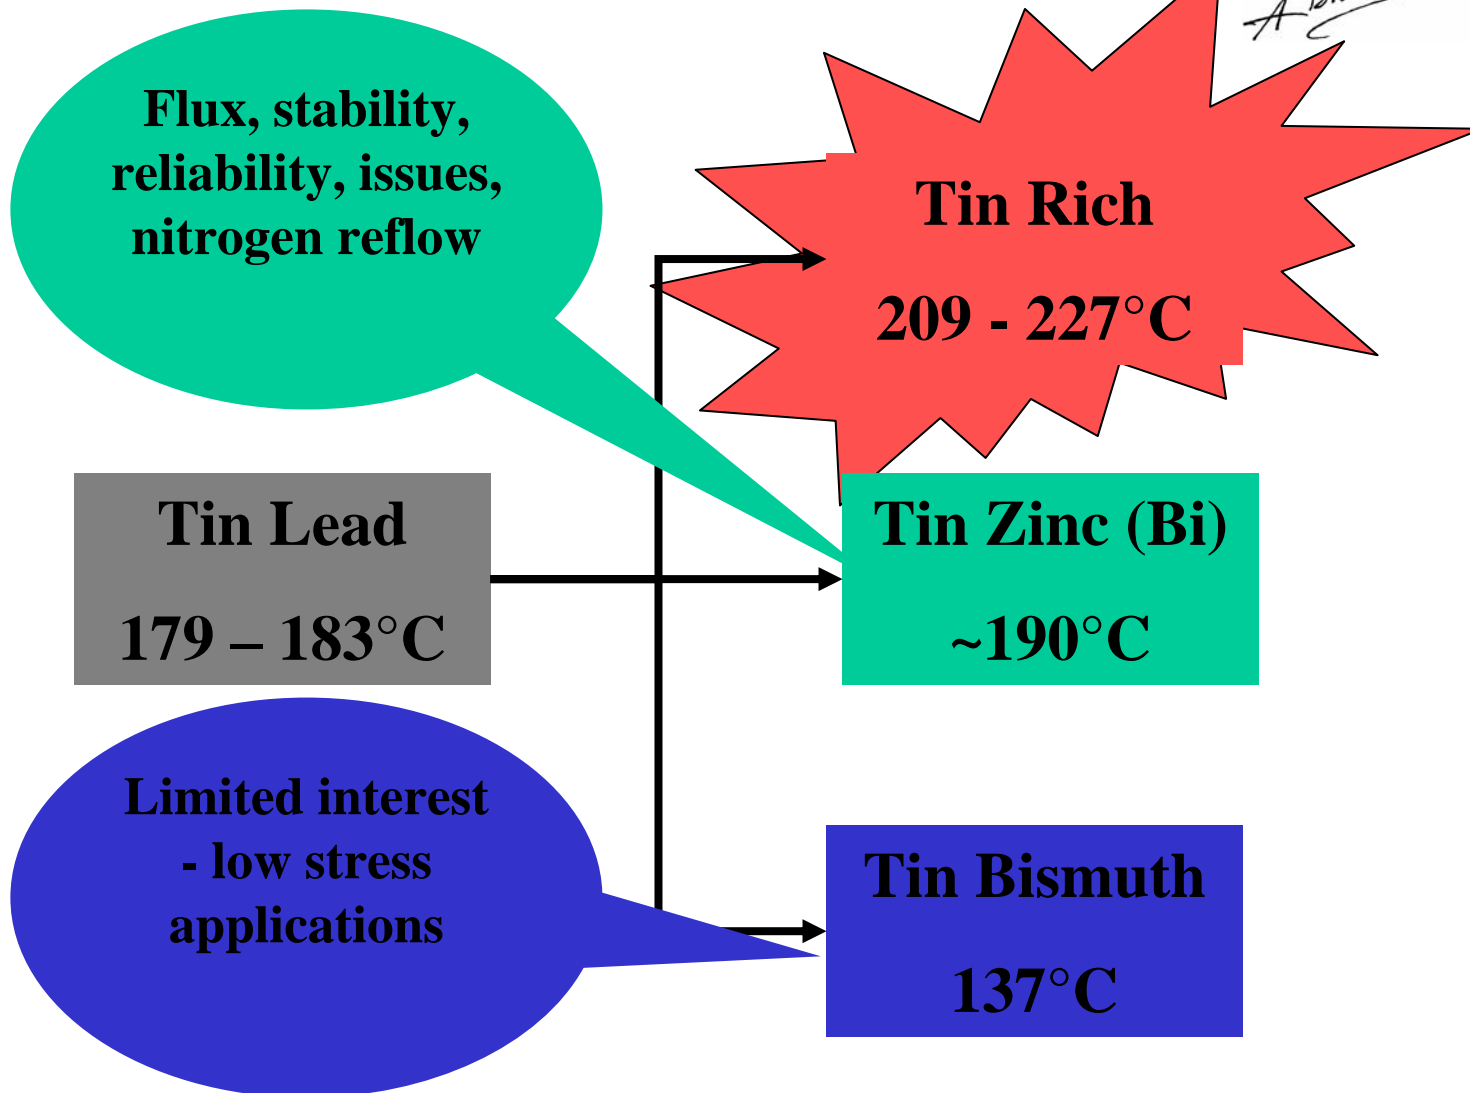 Flux, stability,
reliability, issues,
nitrogen reflow
Tin Rich
209 - 227°C
Tin Lead
179 – 183°C
Tin Zinc (Bi)
~190°C
Limited interest
- low stress
applications
Tin Bismuth
137°C